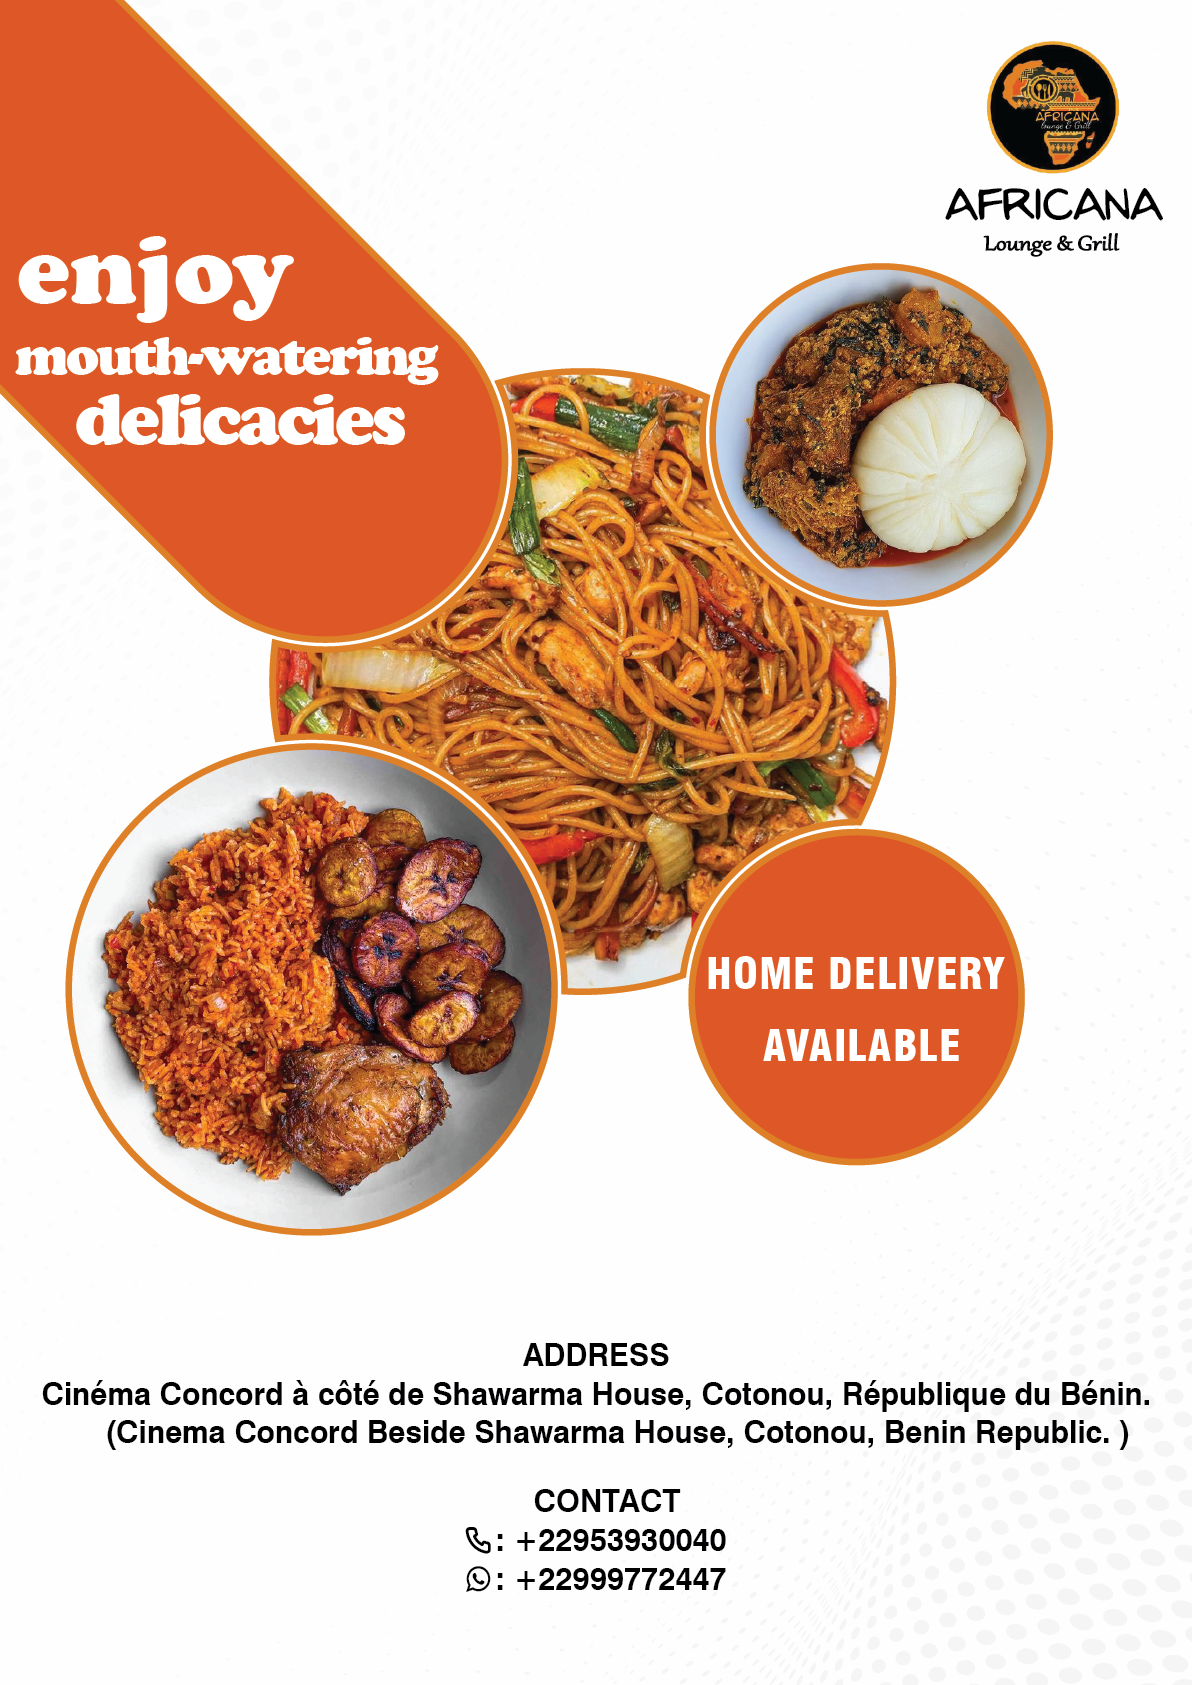 AFRICANA
Lounge & Grill
AFRICANA
Lounge & Grill
enjoy
mouth-watering
delicacies
HOME DELIVERY
AVAILABLE
ADDRESS
Cinéma Concord à côté de Shawarma House, Cotonou, République du Bénin.
(Cinema Concord Beside Shawarma House, Cotonou, Benin Republic. )
CONTACT
: +22953930040
: +22999772447